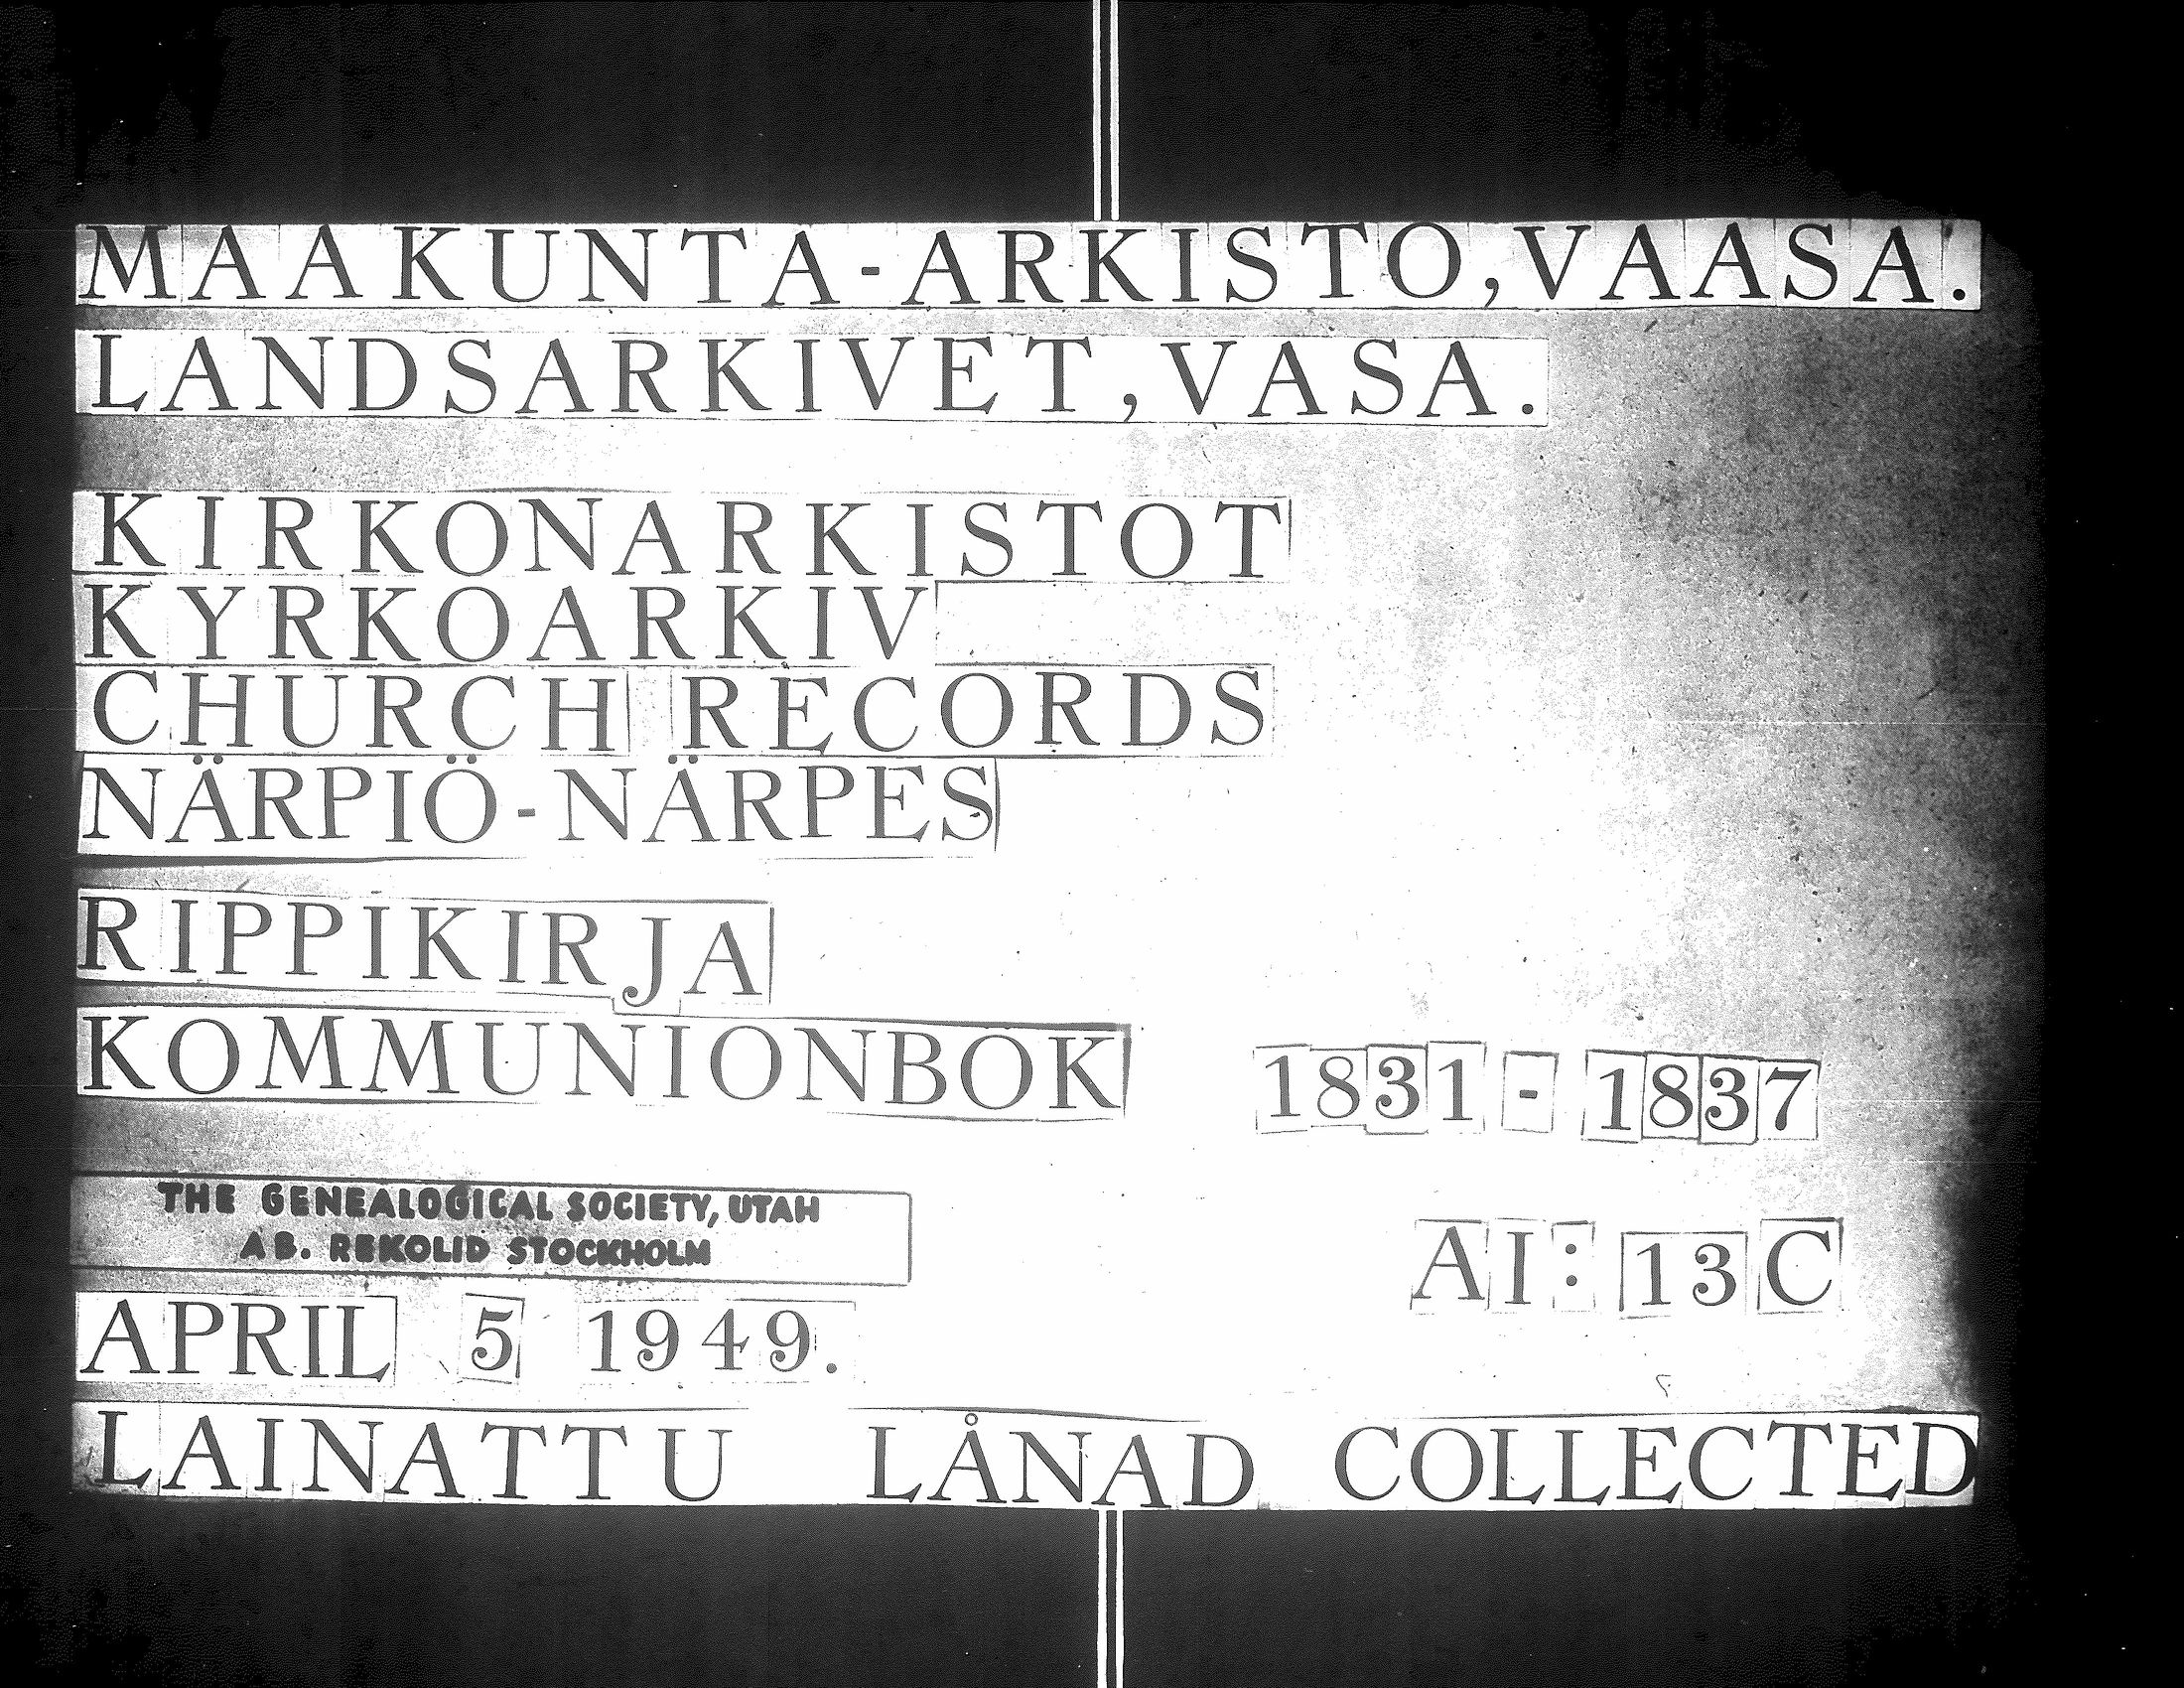 MAAKUNTA-ARKISTO, VAASA.
LANDSARKIVET, VASA.
KIRKONARKISTOT
KYRKOARKIV
CHURCH RECORDS
NÄRPIÖ-NÄRPES
RIPPIKIRJA
KOMMUNIONBOK 1831-1837
THE GENEALOGICAL SOCIETY, UTAH
AB. REKOLID STOCKHOLM
AI: 13 C
APRIL 5 1949.
LAINATTU LÅNAD COLLECTED